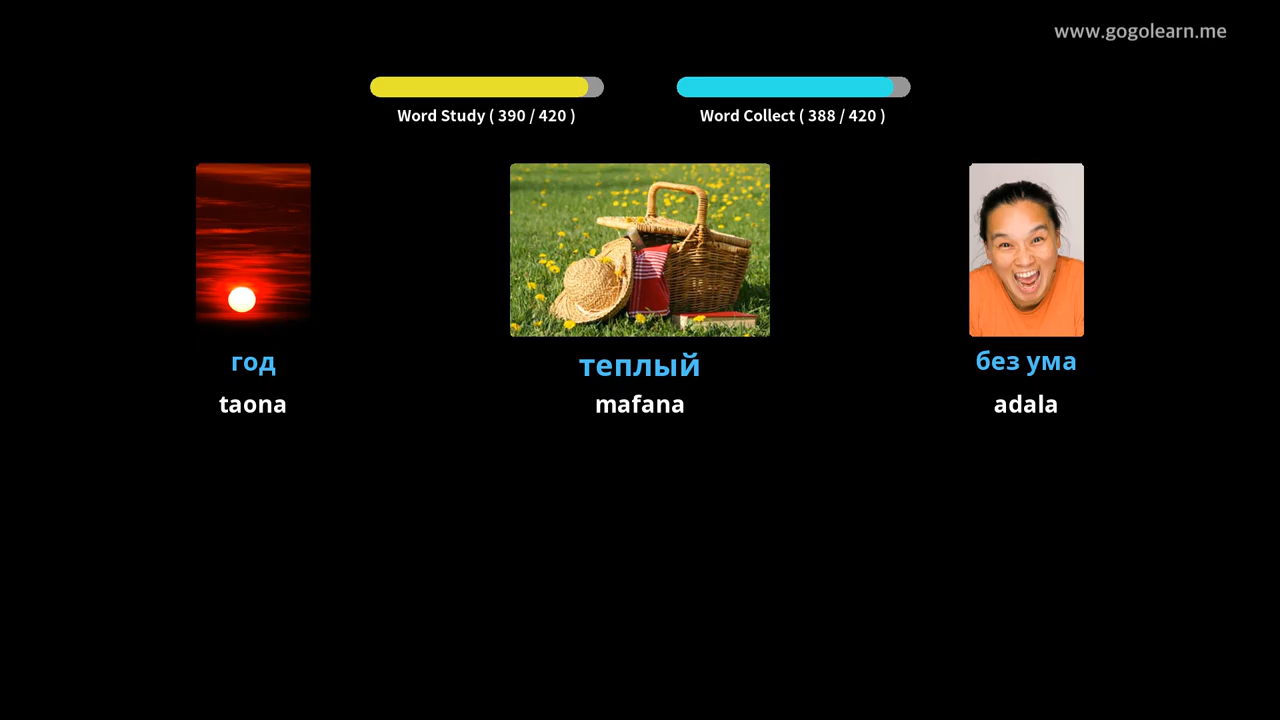 www.gogolearn.me
Word Study ( 390 / 420 )
Word Collect ( 388 / 420 )
год
теплый
без ума
taona
mafana
adala